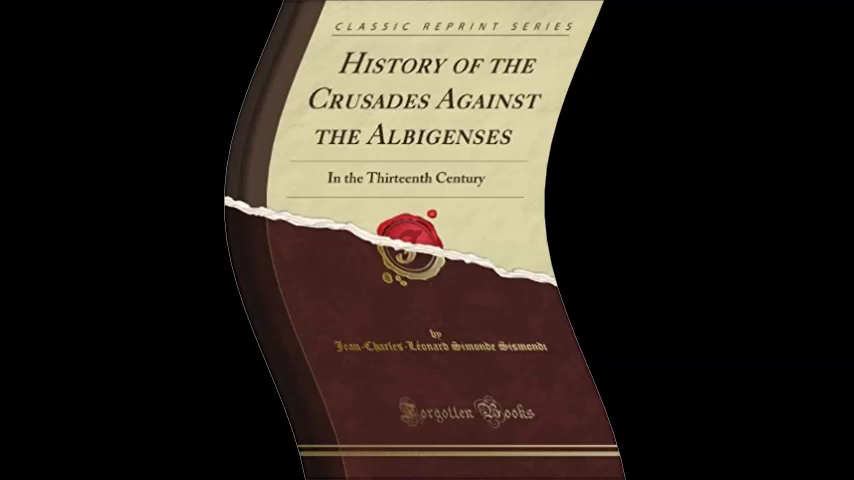 CLASSIC REPRINT SERIES
HISTORY OF THE
CRUSADES AGAINST
THE ALBIGENSES
In the Thirteenth Century
by
Jean-Charles-Léonard Simonde Sismondi
Forgotten Books